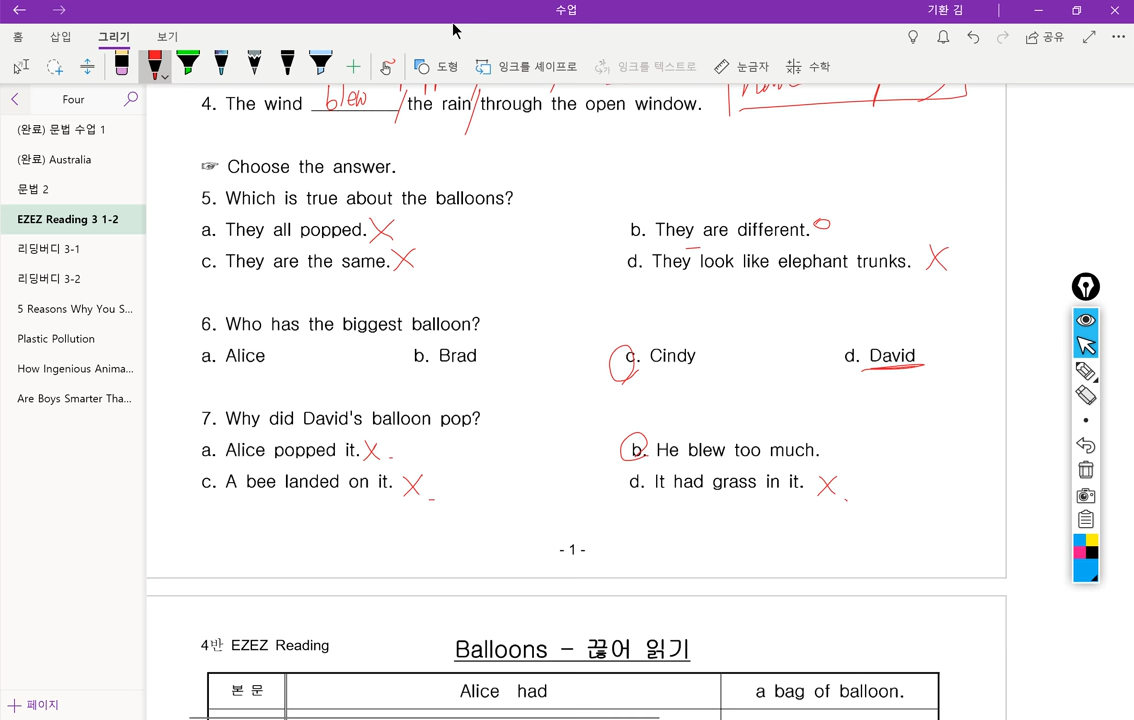 수업
기환 김
홈 삽입 그리기 보기
공유
도형 잉크를 셰이프로 잉크를 텍스트로 눈금자 수학
Four
(완료) 문법 수업 1
(완료) Australia
문법 2
EZEZ Reading 3 1-2
리딩버디 3-1
리딩버디 3-2
5 Reasons Why You S...
Plastic Pollution
How Ingenious Anima...
Are Boys Smarter Tha...
페이지
4. The wind blew the rain through the open window.
☞ Choose the answer.
5. Which is true about the balloons?
a. They all popped. X b. They are different.
c. They are the same. X d. They look like elephant trunks. X
6. Who has the biggest balloon?
a. Alice b. Brad c. Cindy d. David
7. Why did David's balloon pop?
a. Alice popped it. X b. He blew too much.
c. A bee landed on it. X d. It had grass in it. X
- 1 -
4반 EZEZ Reading Balloons - 끊어 읽기
본 문 Alice had a bag of balloon.